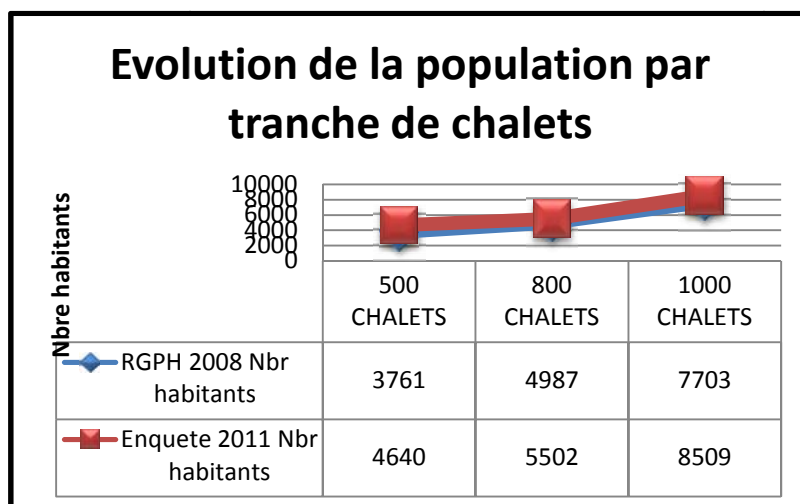 Evolution de la population par
tranche de chalets
Nbre habitants
10000
8000
6000
4000
2000
0
500
CHALETS
800
CHALETS
1000
CHALETS
RGPH 2008 Nbr
habitants
3761
4987
7703
Enquete 2011 Nbr
habitants
4640
5502
8509